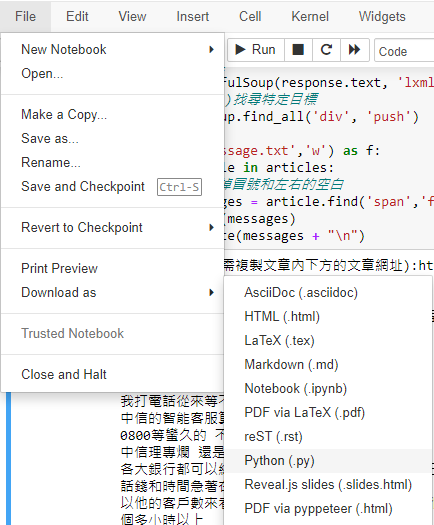 File Edit View Insert Cell Kernel Widgets
New Notebook
Open...
Make a Copy...
Save as...
Rename...
Save and Checkpoint Ctrl-S
Revert to Checkpoint
Print Preview
Download as
Trusted Notebook
Close and Halt
Run Code
fulSoup(response.text, 'lxml
)找尋特定目標
up.find_all('div', 'push')
ssage.txt','w') as f:
le in articles:
圖號和左右的空白
ges = article.find('span','f
(messages)
te(messages + "\n")
需複製文章內下方的文章網址):ht
AsciiDoc (.asciidoc)
HTML (.html)
LaTeX (.tex)
Markdown (.md)
Notebook (.ipynb)
PDF via LaTeX (.pdf)
reST (.rst)
Python (.py)
Reveal.js slides (.slides.html)
PDF via pyppeteer (.html)
我打電話從來等不
中信的智能客服
0800等蠻久的 不
中信理專爛 還是
各大銀行都可以
話錢和時間急著
以他的客戶數來
個多小時以上